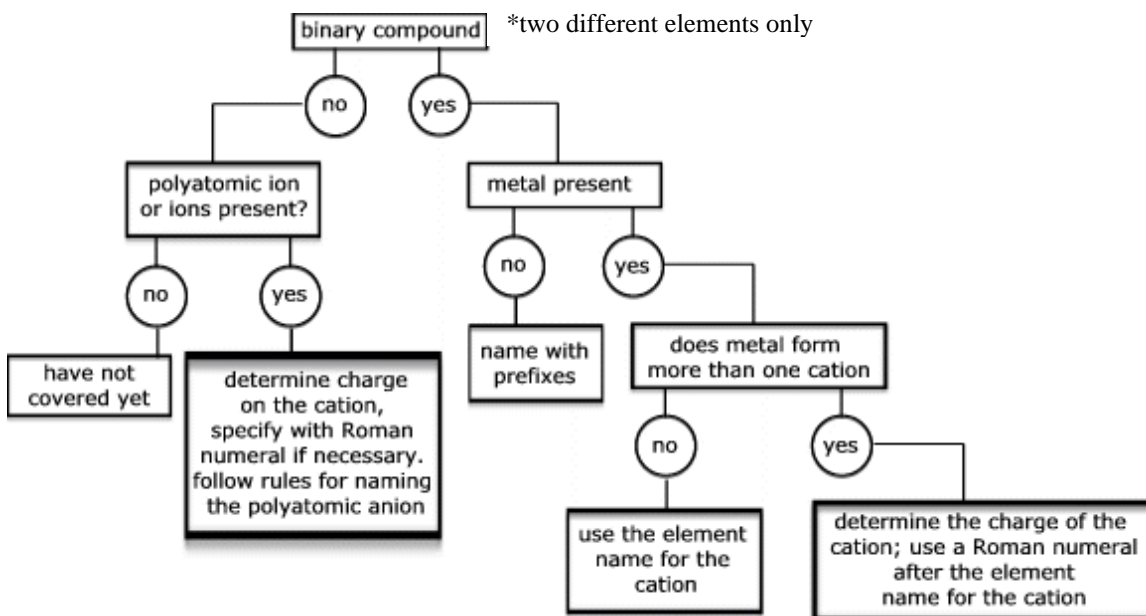 binary compound
*two different elements only
no
yes
polyatomic ion
or ions present?
metal present
no
yes
no
yes
have not
covered yet
determine charge
on the cation,
specify with Roman
numeral if necessary.
follow rules for naming
the polyatomic anion
name with
prefixes
does metal form
more than one cation
no
yes
use the element
name for the
cation
determine the charge of the
cation; use a Roman numeral
after the element
name for the cation